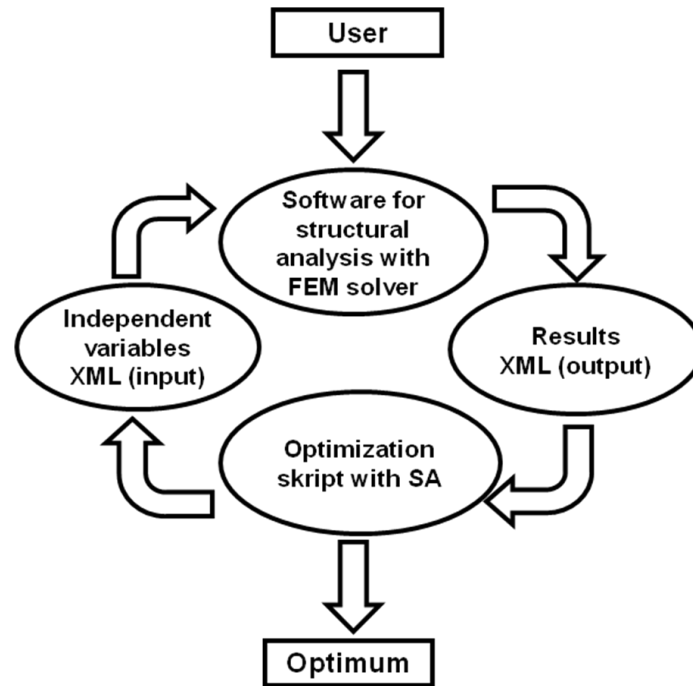 User
Software for
structural
analysis with
FEM solver
Independent
variables
XML (input)
Results
XML (output)
Optimization
skript with SA
Optimum